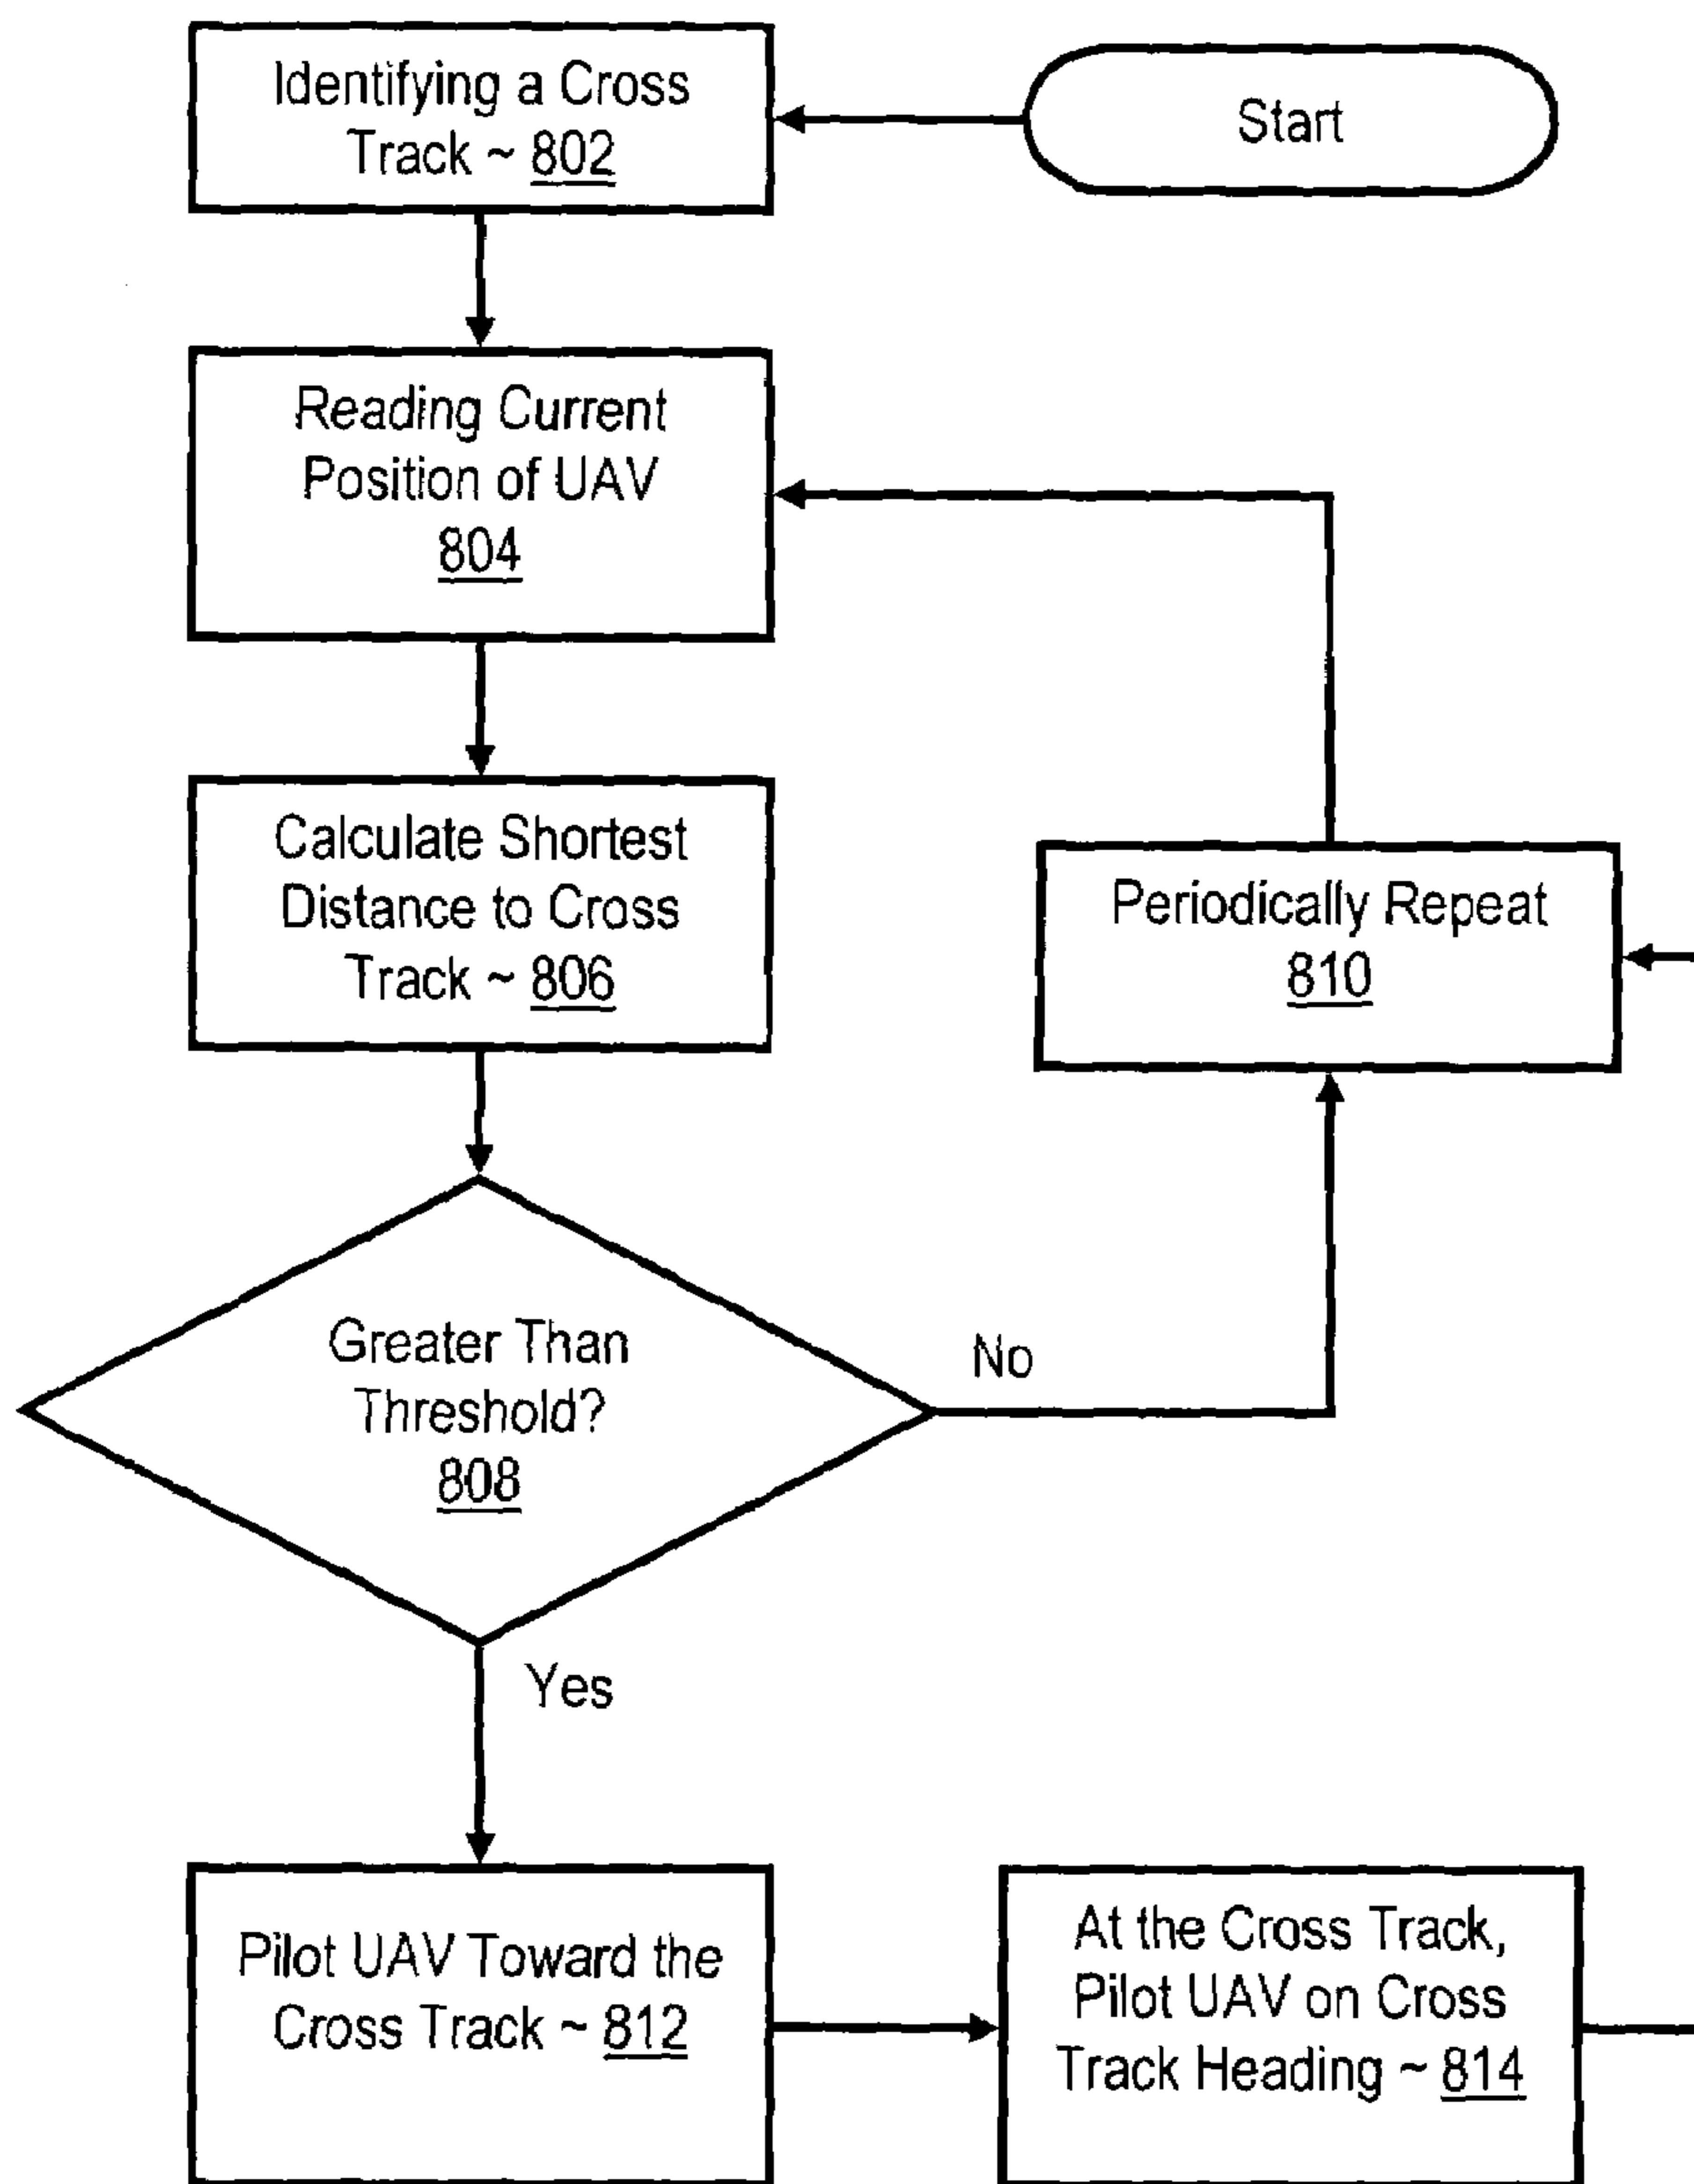 Start
Identifying a Cross
Track ~ 802
Reading Current
Position of UAV
804
Calculate Shortest
Distance to Cross
Track ~ 806
Periodically Repeat
810
Greater Than
Threshold?
808
No
Yes
Pilot UAV Toward the
Cross Track ~ 812
At the Cross Track,
Pilot UAV on Cross
Track Heading ~ 814